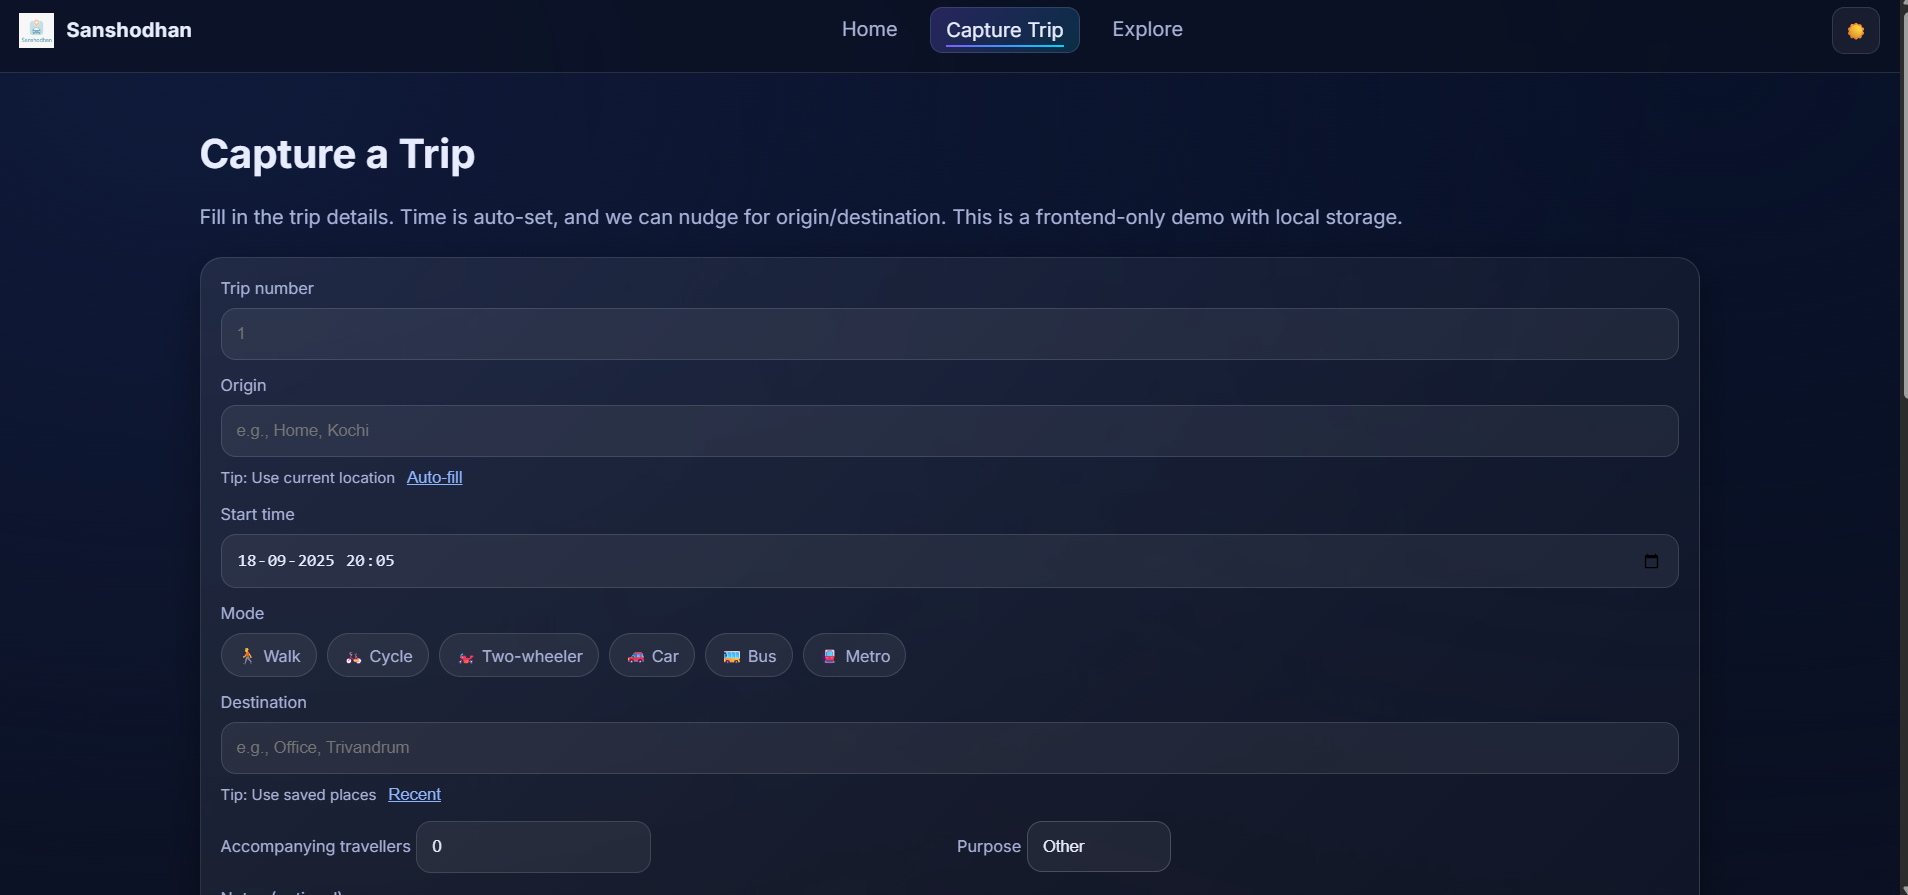 Sanshodhan
Sanshodhan Home Capture Trip Explore
Capture a Trip
Fill in the trip details. Time is auto-set, and we can nudge for origin/destination. This is a frontend-only demo with local storage.
Trip number
1
Origin
e.g., Home, Kochi
Tip: Use current location Auto-fill
Start time
18-09-2025 20:05
Mode
Walk Cycle Two-wheeler Car Bus Metro
Destination
e.g., Office, Trivandrum
Tip: Use saved places Recent
Accompanying travellers 0 Purpose Other